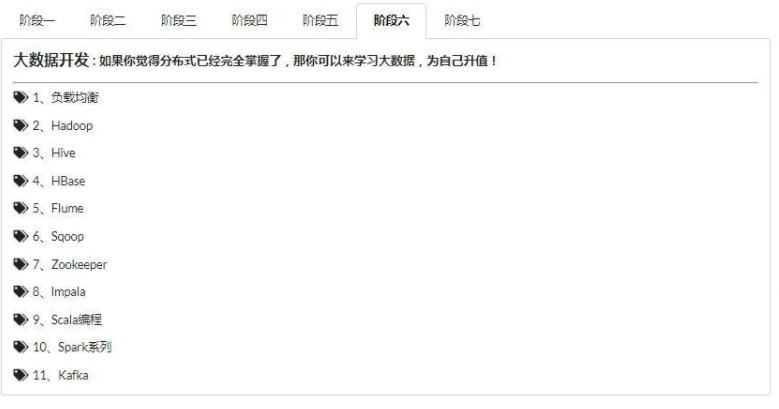 阶段一 阶段二 阶段三 阶段四 阶段五 阶段六 阶段七
大数据开发 : 如果你觉得分布式已经完全掌握了，那你可以来学习大数据，为自己升值！
1、负载均衡
2、Hadoop
3、Hive
4、HBase
5、Flume
6、Sqoop
7、Zookeeper
8、Impala
9、Scala编程
10、Spark系列
11、Kafka